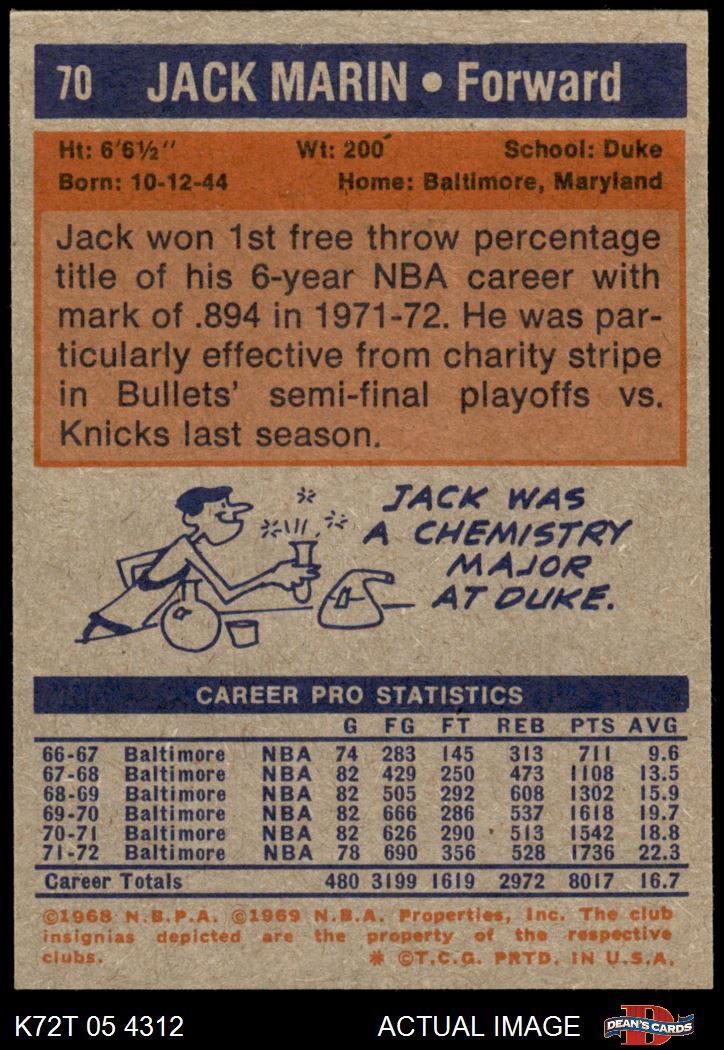 70 JACK MARIN • Forward
Ht: 6'6½" Wt: 200 School: Duke
Born: 10-12-44 Home: Baltimore, Maryland
Jack won 1st free throw percentage
title of his 6-year NBA career with
mark of .894 in 1971-72. He was par-
ticularly effective from charity stripe
in Bullets' semi-final playoffs vs.
Knicks last season.
JACK WAS
A CHEMISTRY
MAJOR
AT DUKE.
CAREER PRO STATISTICS
G FG FT REB PTS AVG
66-67 Baltimore NBA 74 283 145 313 711 9.6
67-68 Baltimore NBA 82 429 250 473 1108 13.5
68-69 Baltimore NBA 82 505 292 608 1302 15.9
69-70 Baltimore NBA 82 666 286 537 1618 19.7
70-71 Baltimore NBA 82 626 290 513 1542 18.8
71-72 Baltimore NBA 78 690 356 528 1736 22.3
Career Totals 480 3199 1619 2972 8017 16.7
©1968 N.B.P.A. ©1969 N.B.A. Properties, Inc. The club
insignias depicted are the property of the respective
clubs. * ©T.C.G. PRTD. IN U.S.A.
K72T 05 4312 ACTUAL IMAGE DEAN'S CARDS